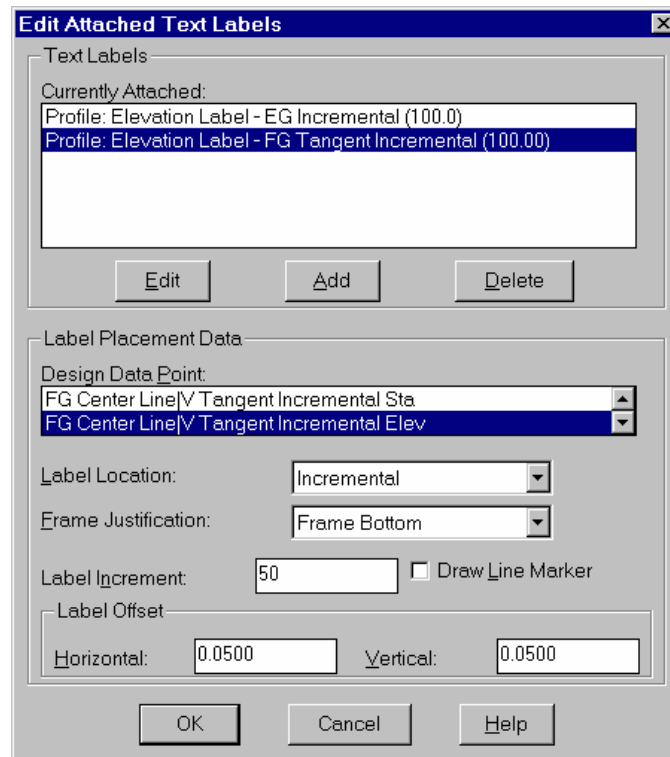 Edit Attached Text Labels
Text Labels
Currently Attached:
Profile: Elevation Label - EG Incremental (100.0)
Profile: Elevation Label - FG Tangent Incremental (100.00)
Edit Add Delete
Label Placement Data
Design Data Point:
FG Center Line|V Tangent Incremental Sta
FG Center Line|V Tangent Incremental Elev
Label Location: Incremental
Frame Justification: Frame Bottom
Label Increment: 50 Draw Line Marker
Label Offset
Horizontal: 0.0500 Vertical: 0.0500
OK Cancel Help